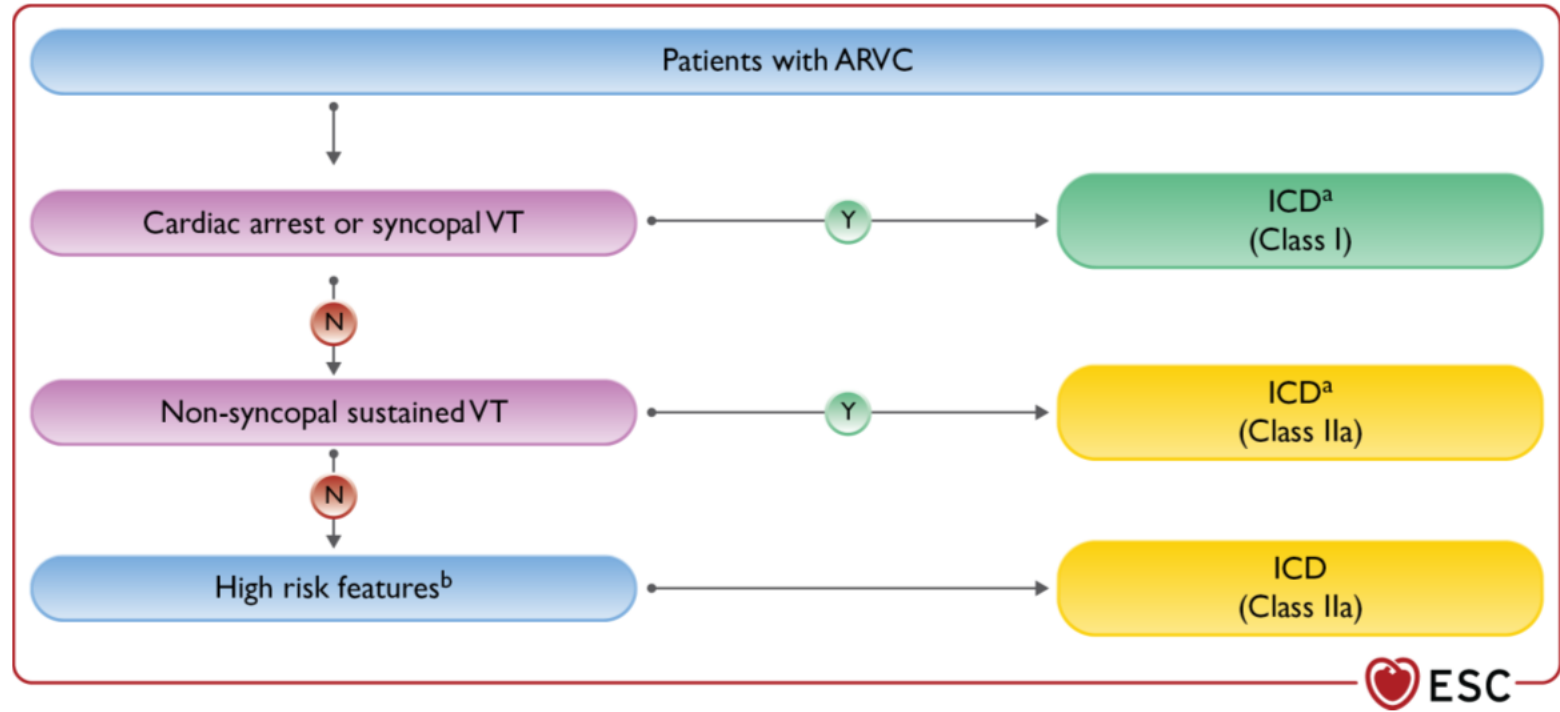 Patients with ARVC
Cardiac arrest or syncopal VT
Y
ICDᵃ
(Class I)
N
Non-syncopal sustained VT
Y
ICDᵃ
(Class IIa)
N
High risk featuresᵇ
ICD
(Class IIa)
ESC